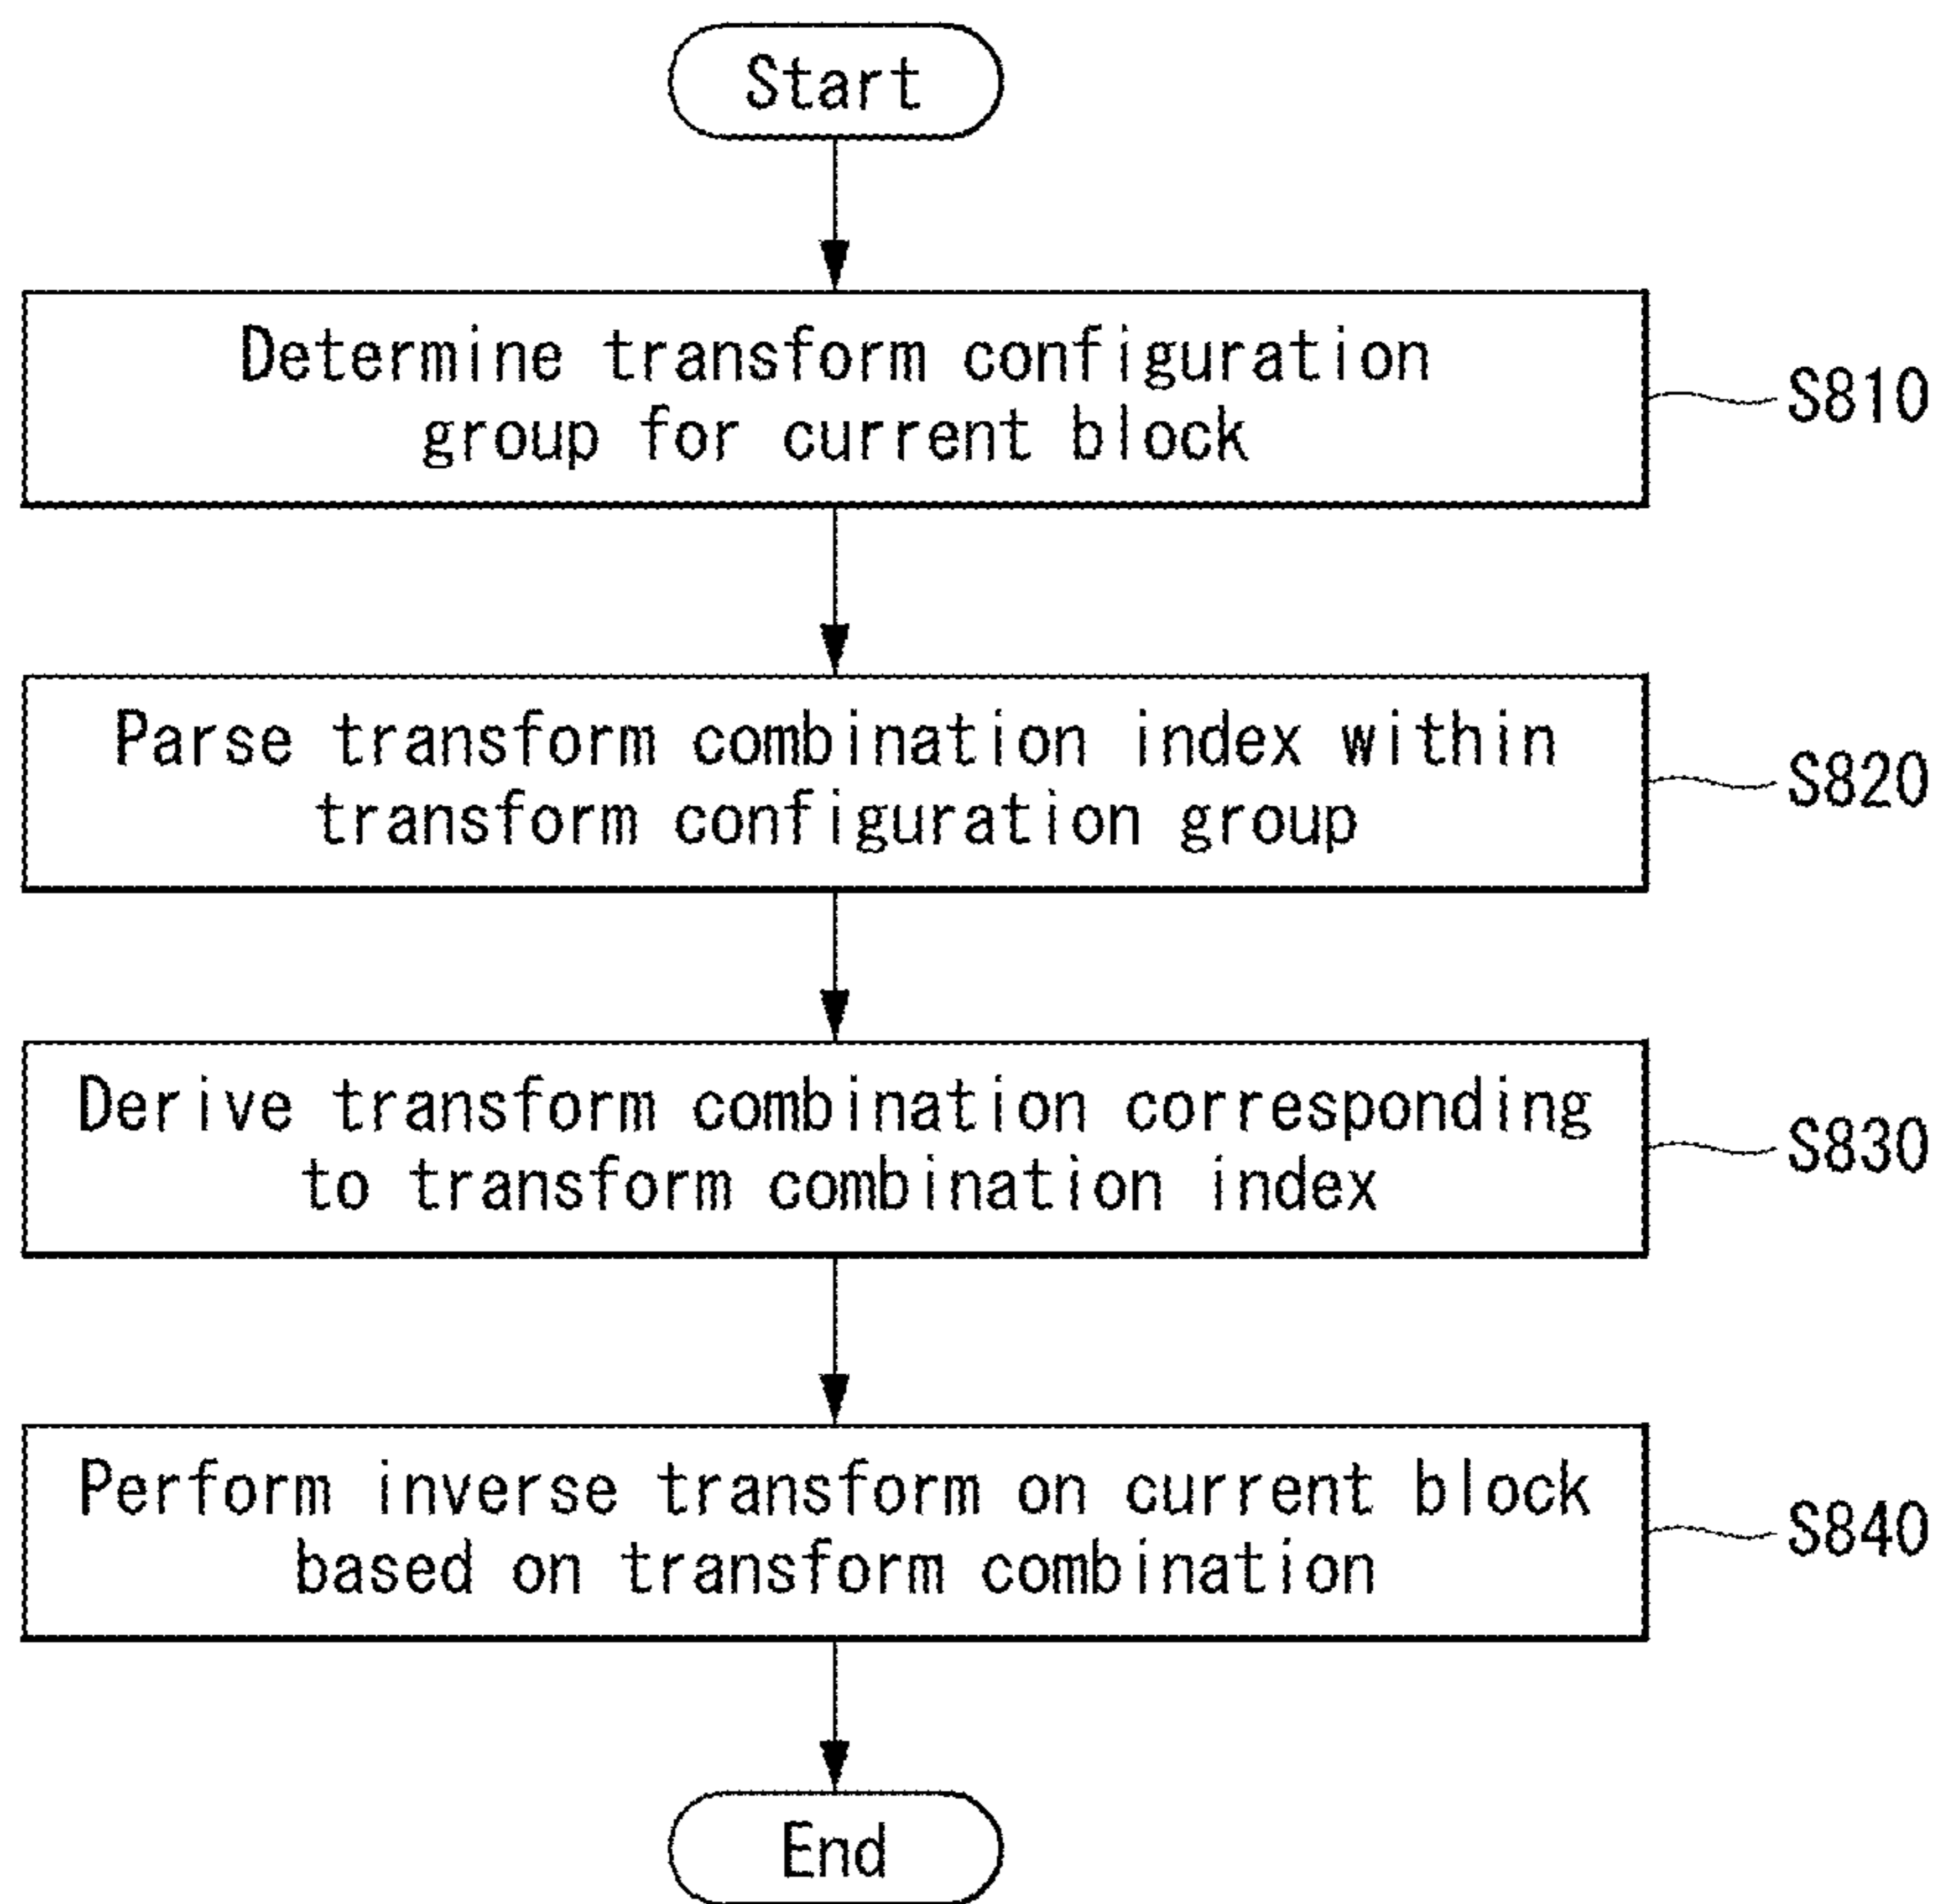 Start
Determine transform configuration
group for current block
S810
Parse transform combination index within
transform configuration group
S820
Derive transform combination corresponding
to transform combination index
S830
Perform inverse transform on current block
based on transform combination
S840
End